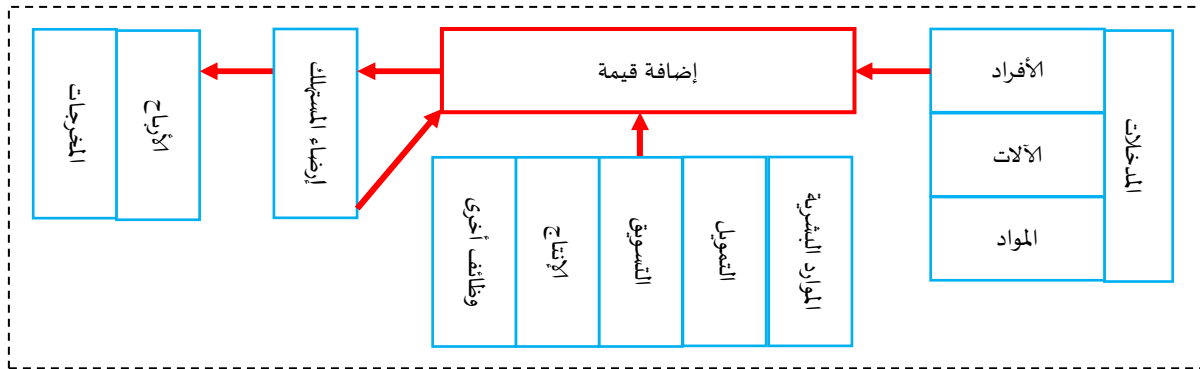 المدخلات
الأفراد
الآلات
المواد
إضافة قيمة
الموارد البشرية
التمويل
التسويق
الإنتاج
وظائف أخرى
إرضاء المستهلك
الأرباح
المخرجات